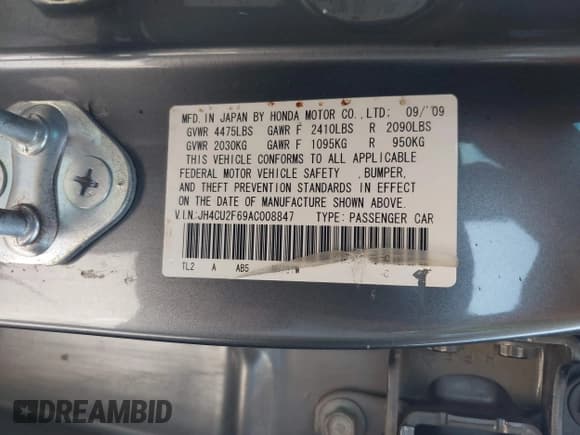 MFD. IN JAPAN BY HONDA MOTOR CO., LTD: 09/'09
GVWR 4475LBS GAWR F 2410LBS R 2090LBS
GVWR 2030KG GAWR F 1095KG R 950KG
THIS VEHICLE CONFORMS TO ALL APPLICABLE
FEDERAL MOTOR VEHICLE SAFETY , BUMPER,
AND THEFT PREVENTION STANDARDS IN EFFECT
ON THE DATE OF MANUFACTURE SHOWN ABOVE.
V.I.N:JH4CU2F69AC008847 TYPE: PASSENGER CAR
TL2 A AB5
DREAMBID